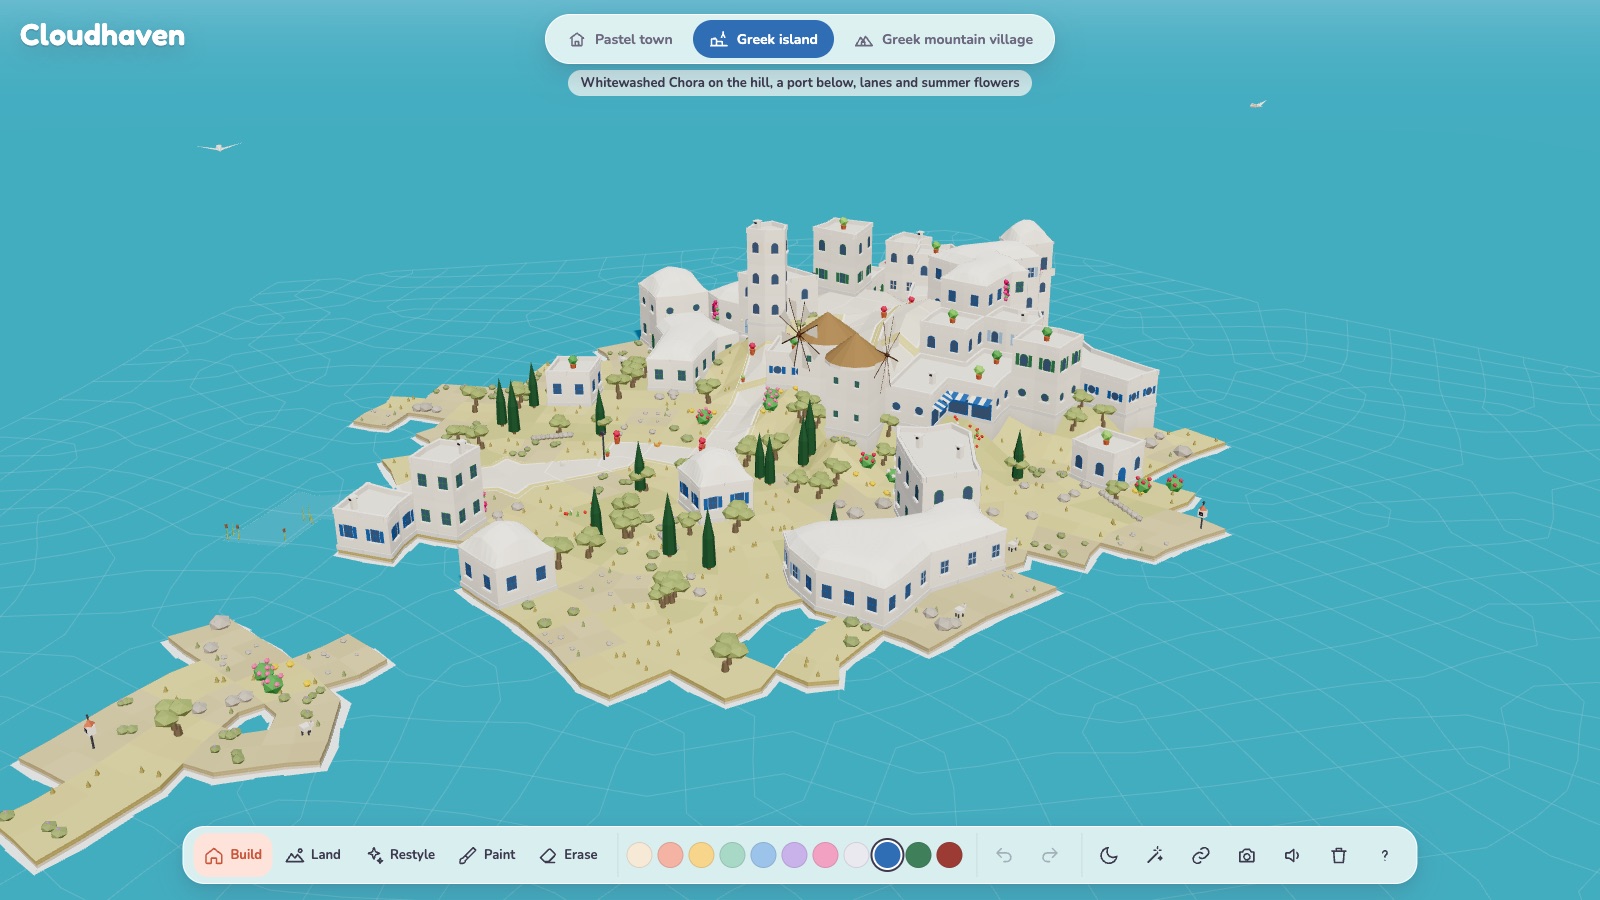 Cloudhaven
Pastel town
Greek island
Greek mountain village
Whitewashed Chora on the hill, a port below, lanes and summer flowers
Build
Land
Restyle
Paint
Erase
?